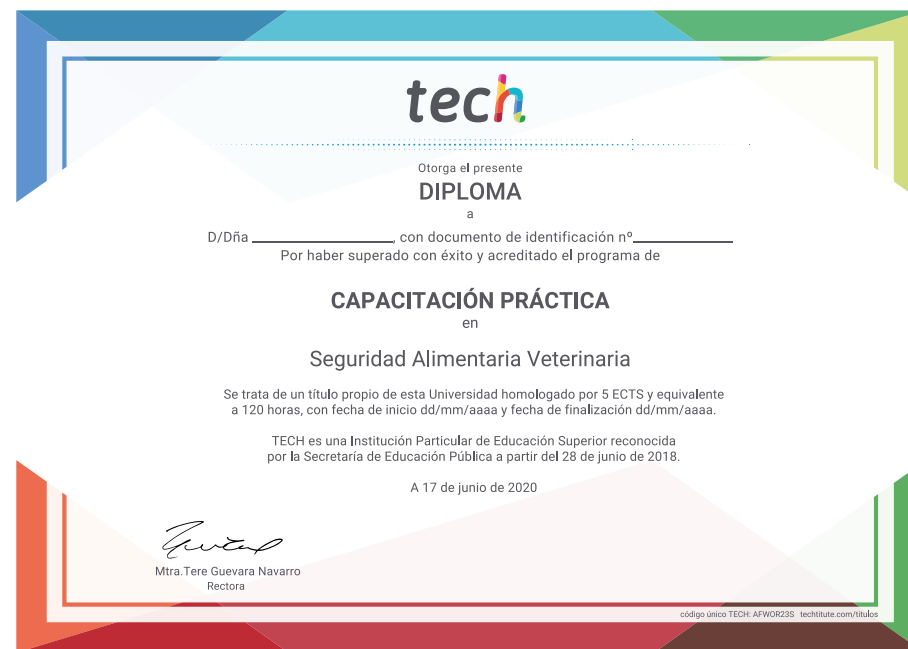 tech
Otorga el presente
DIPLOMA
a
D/Dña ____________________, con documento de identificación nº______________
Por haber superado con éxito y acreditado el programa de
CAPACITACIÓN PRÁCTICA
en
Seguridad Alimentaria Veterinaria
Se trata de un título propio de esta Universidad homologado por 5 ECTS y equivalente
a 120 horas, con fecha de inicio dd/mm/aaaa y fecha de finalización dd/mm/aaaa.
TECH es una Institución Particular de Educación Superior reconocida
por la Secretaría de Educación Pública a partir del 28 de junio de 2018.
A 17 de junio de 2020
Mtra.Tere Guevara Navarro
Rectora
código único TECH: AFWOR23S techtitute.com/titulos